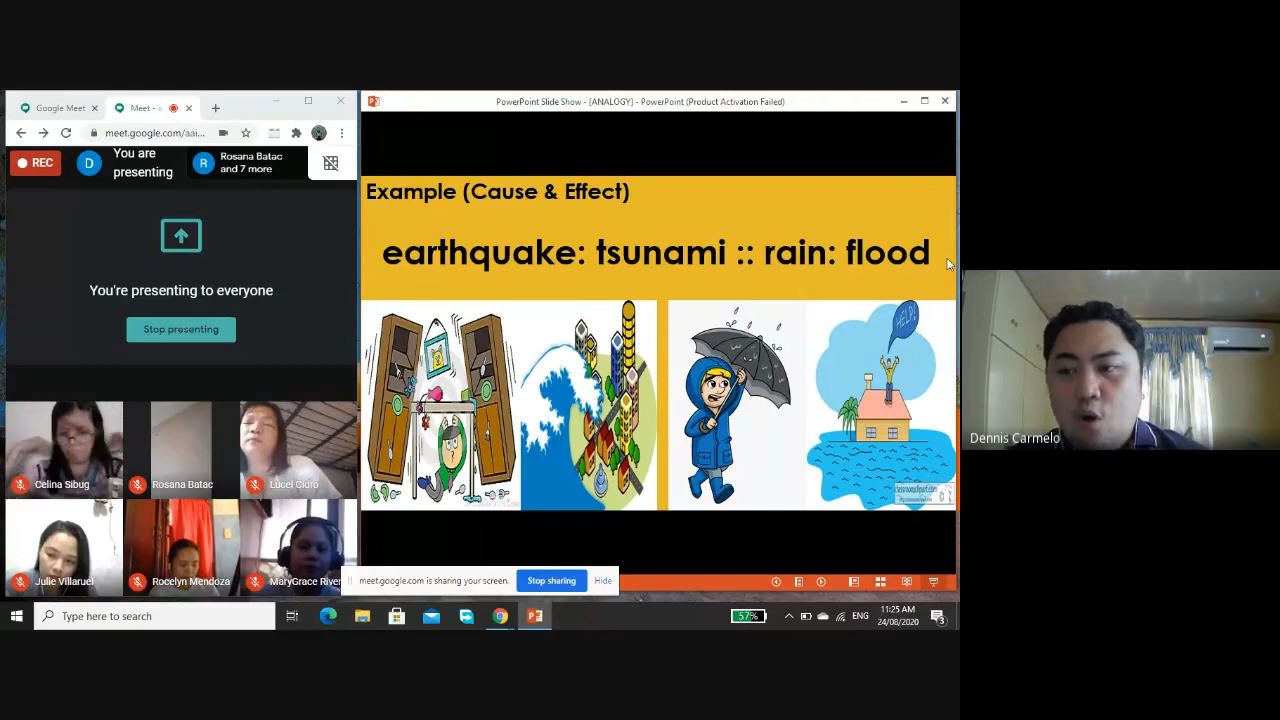 Google Meet
Meet - a
meet.google.com/aai...
REC
D
You are
presenting
R
Rosana Batac
and 7 more
You're presenting to everyone
Stop presenting
Celina Sibug
Rosana Batac
Lucel Cidro
Julie Villaruel
Rocelyn Mendoza
MaryGrace River
PowerPoint Slide Show - [ANALOGY] - PowerPoint (Product Activation Failed)
Example (Cause & Effect)
earthquake: tsunami :: rain: flood
HELP!
classroomclipart.com
meet.google.com is sharing your screen.
Stop sharing
Hide
Type here to search
57%
ENG
11:25 AM
24/08/2020
3
Dennis Carmelo